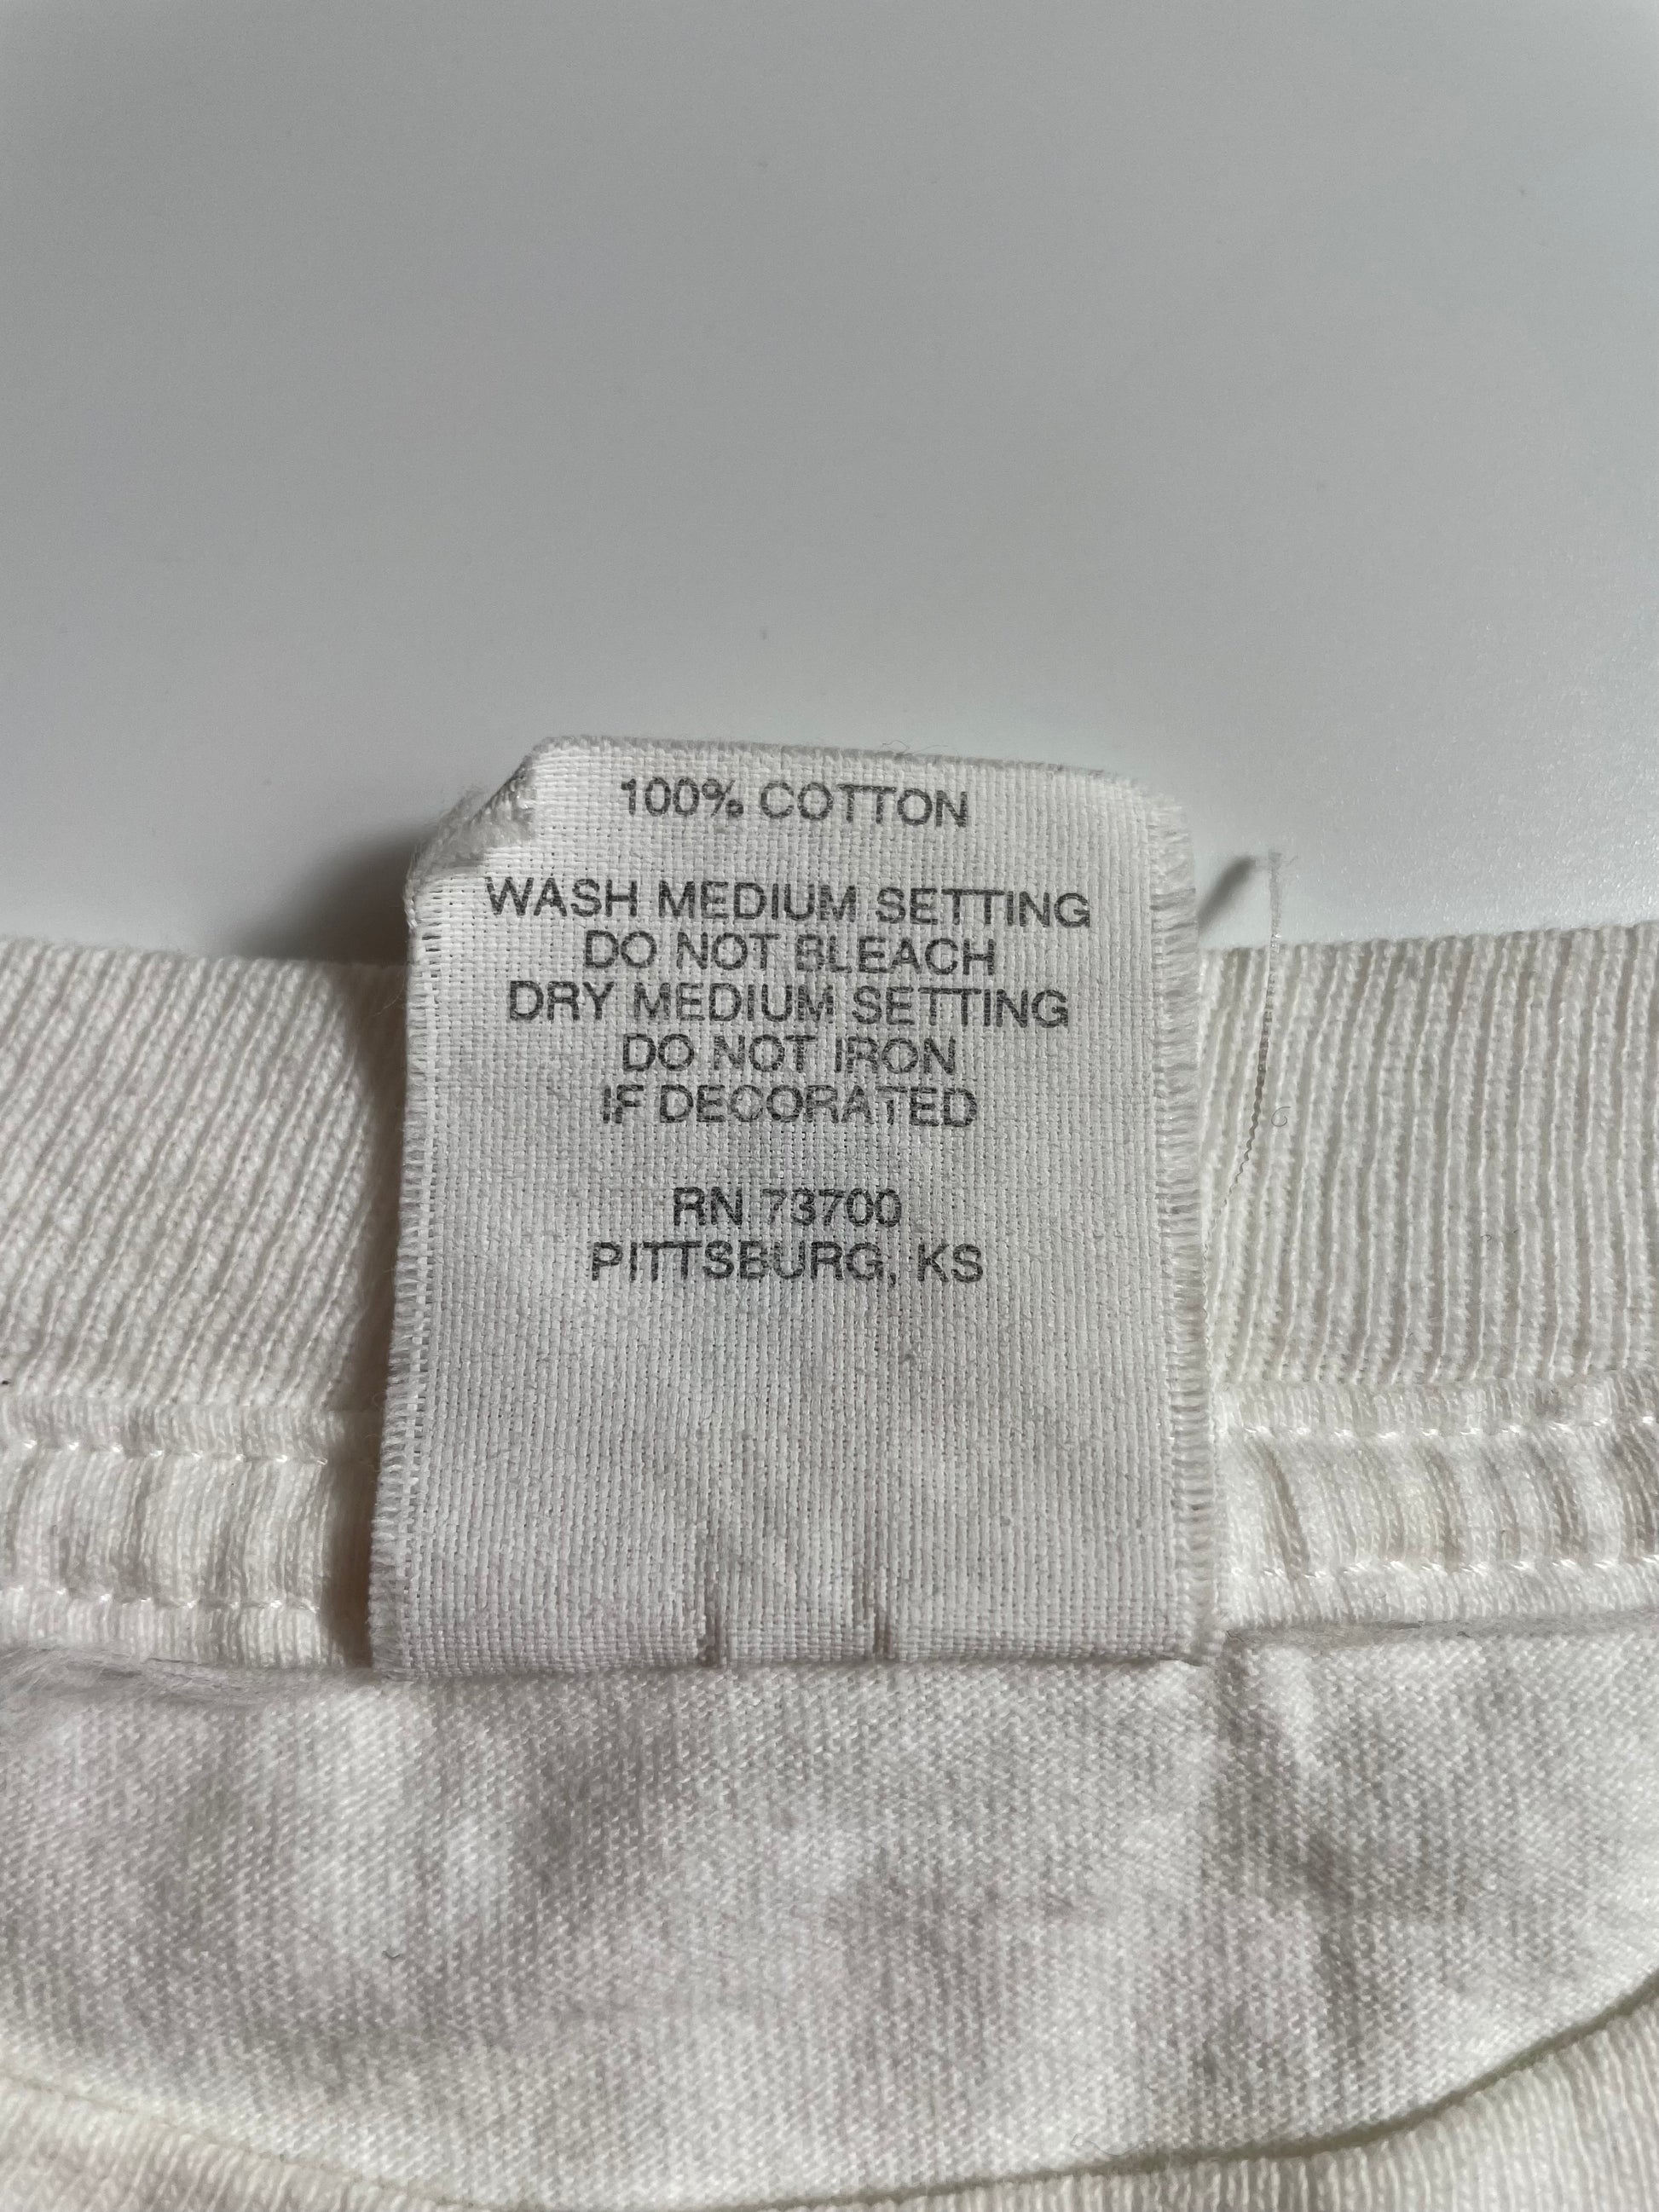 100% COTTON
WASH MEDIUM SETTING
DO NOT BLEACH
DRY MEDIUM SETTING
DO NOT IRON
IF DECORATED
RN 73700
PITTSBURG, KS